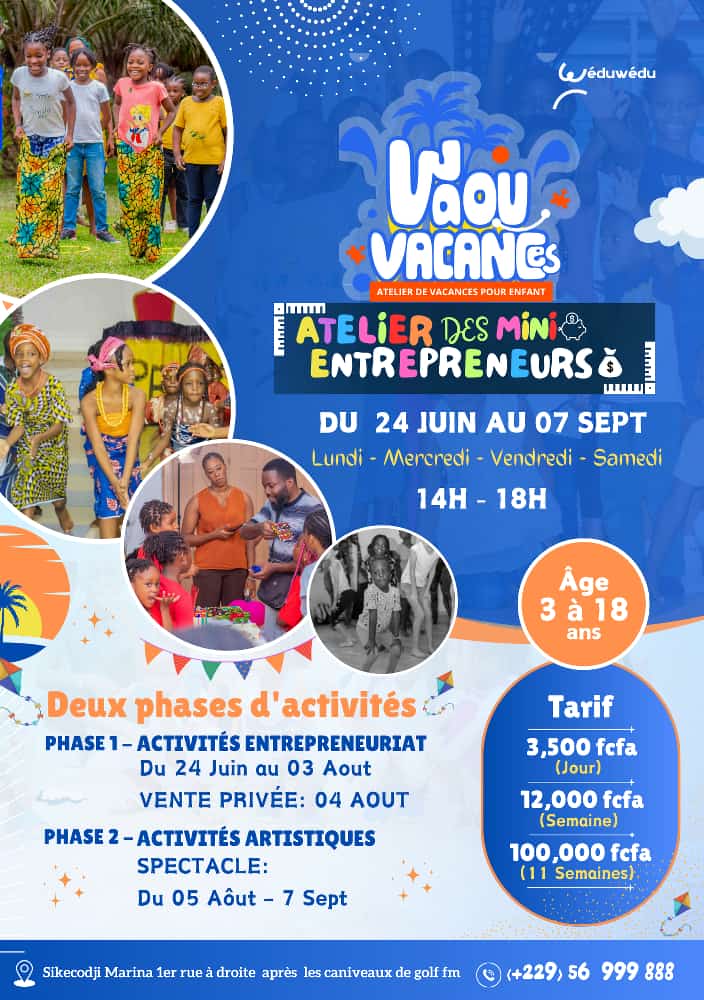 wéduwédu
Waou
VACANCes
ATELIER DE VACANCES POUR ENFANT
ATELIER DES MINI
ENTREPRENEURS
DU 24 JUIN AU 07 SEPT
Lundi - Mercredi - Vendredi - Samedi
14H - 18H
Âge
3 à 18
ans
Deux phases d'activités
PHASE 1 - ACTIVITÉS ENTREPRENEURIAT
Du 24 Juin au 03 Aout
VENTE PRIVÉE: 04 AOUT
PHASE 2 - ACTIVITÉS ARTISTIQUES
SPECTACLE:
Du 05 Aôut - 7 Sept
Tarif
3,500 fcfa
(Jour)
12,000 fcfa
(Semaine)
100,000 fcfa
(11 Semaines)
Sikecodji Marina 1er rue à droite après les caniveaux de golf fm
(+229) 56 999 888